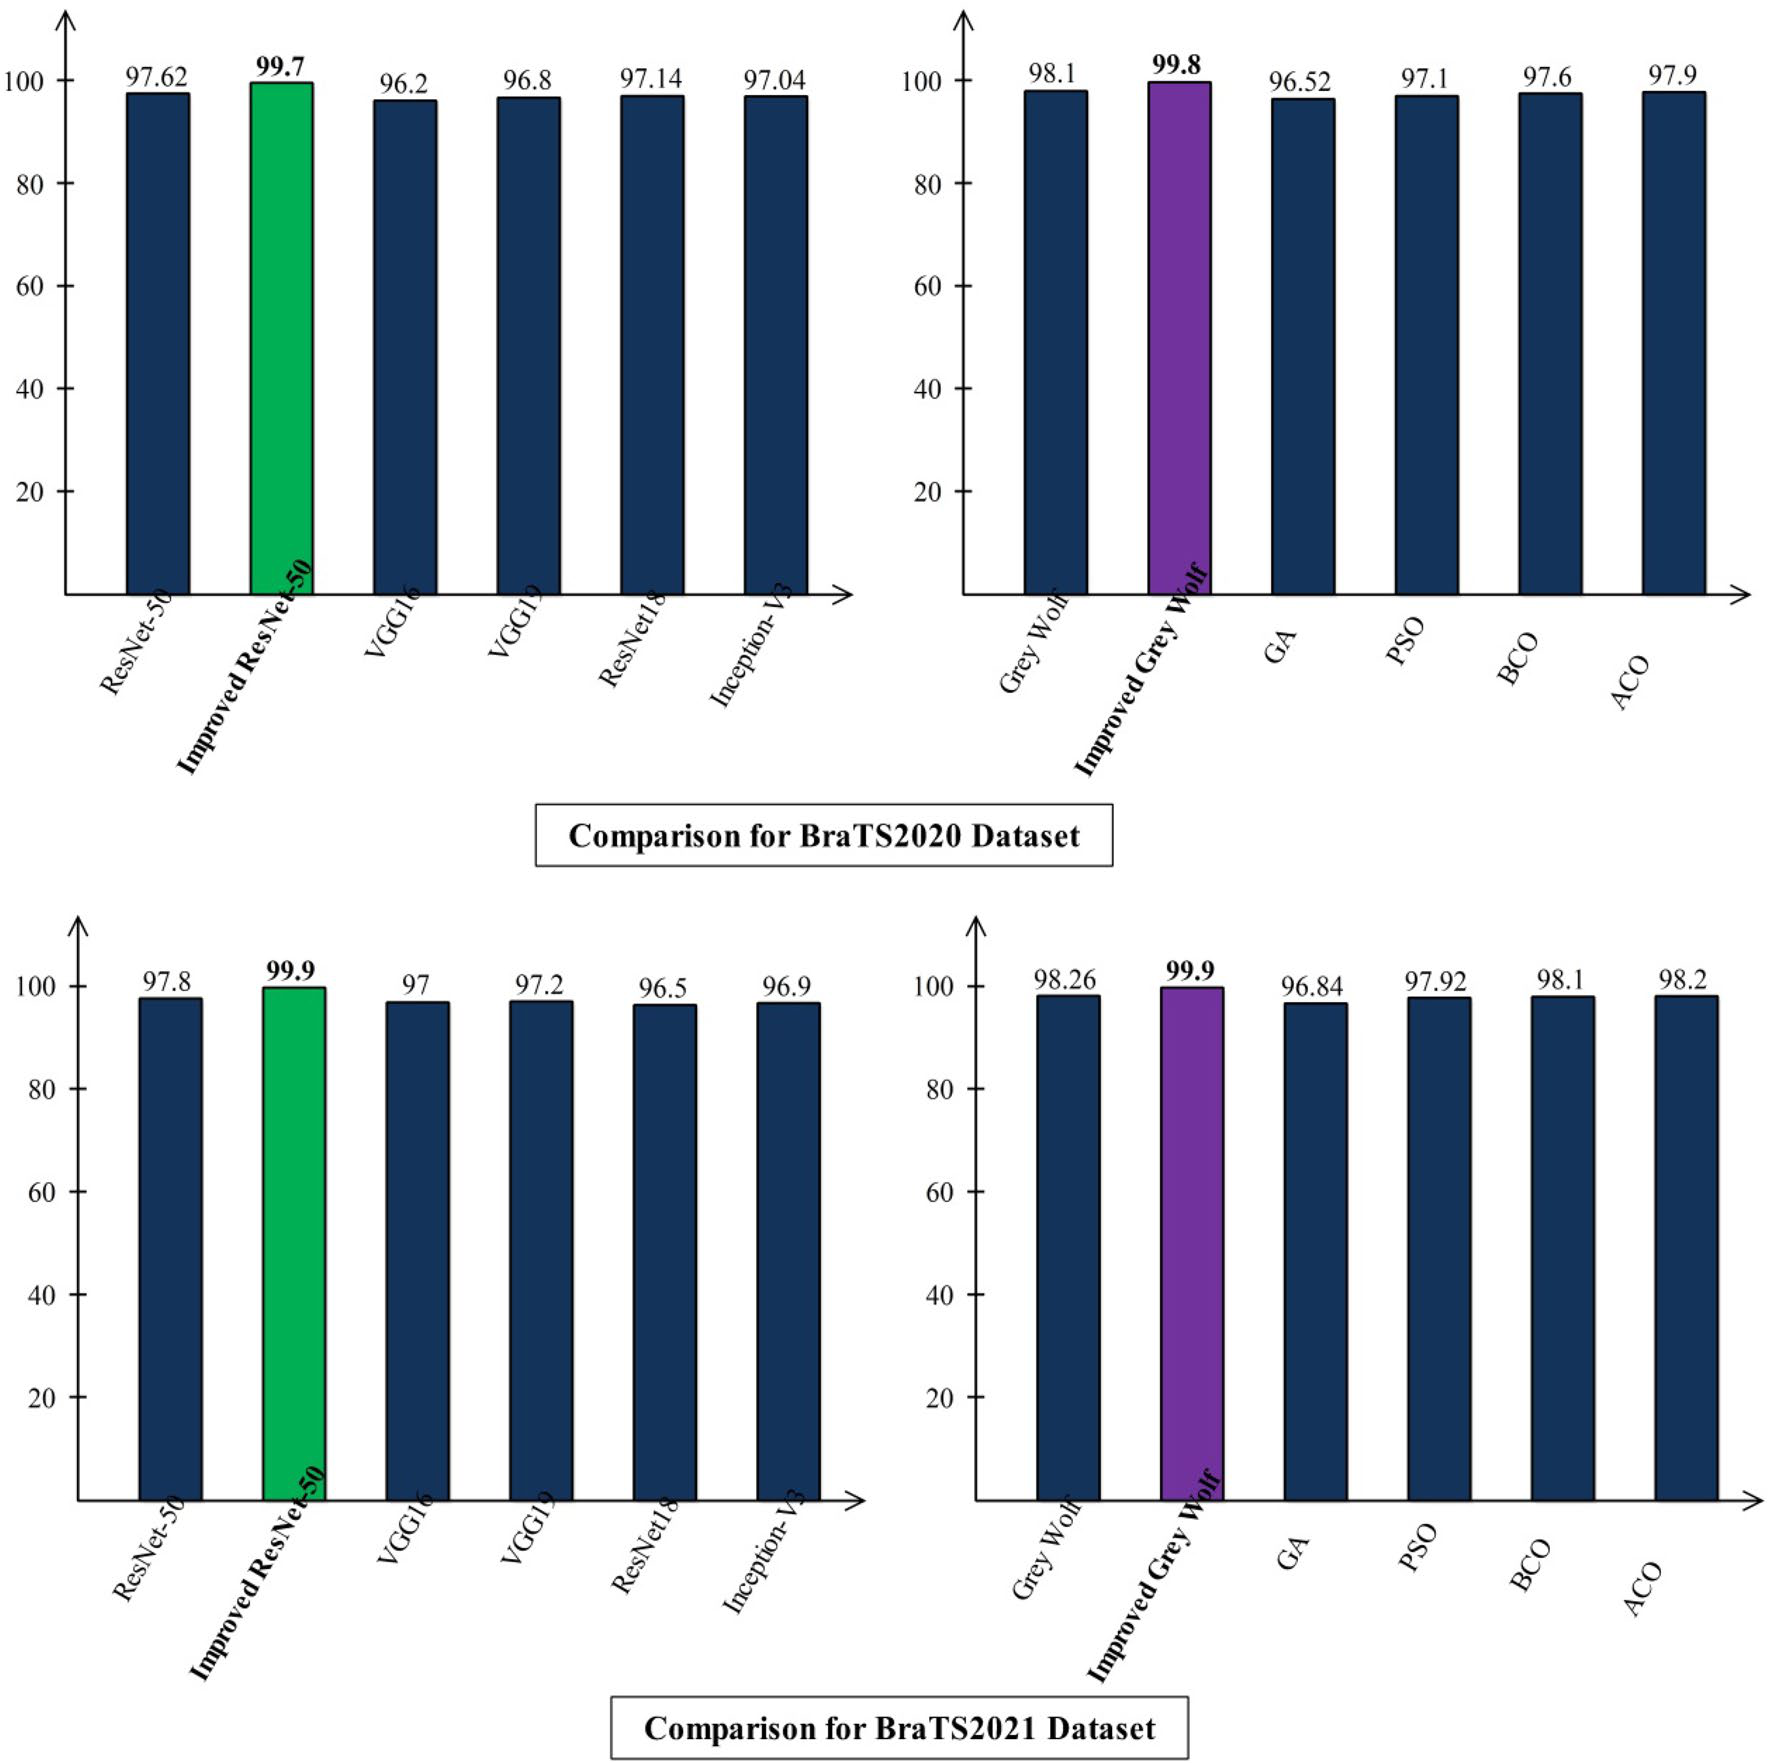 100
80
60
40
20
97.62
99.7
96.2
96.8
97.14
97.04
ResNet-50
Improved ResNet-50
VGG16
VGG19
ResNet18
Inception-V3
100
80
60
40
20
98.1
99.8
96.52
97.1
97.6
97.9
Grey Wolf
Improved Grey Wolf
GA
PSO
BCO
ACO
Comparison for BraTS2020 Dataset
100
80
60
40
20
97.8
99.9
97
97.2
96.5
96.9
ResNet-50
Improved ResNet-50
VGG16
VGG19
ResNet18
Inception-V3
100
80
60
40
20
98.26
99.9
96.84
97.92
98.1
98.2
Grey Wolf
Improved Grey Wolf
GA
PSO
BCO
ACO
Comparison for BraTS2021 Dataset